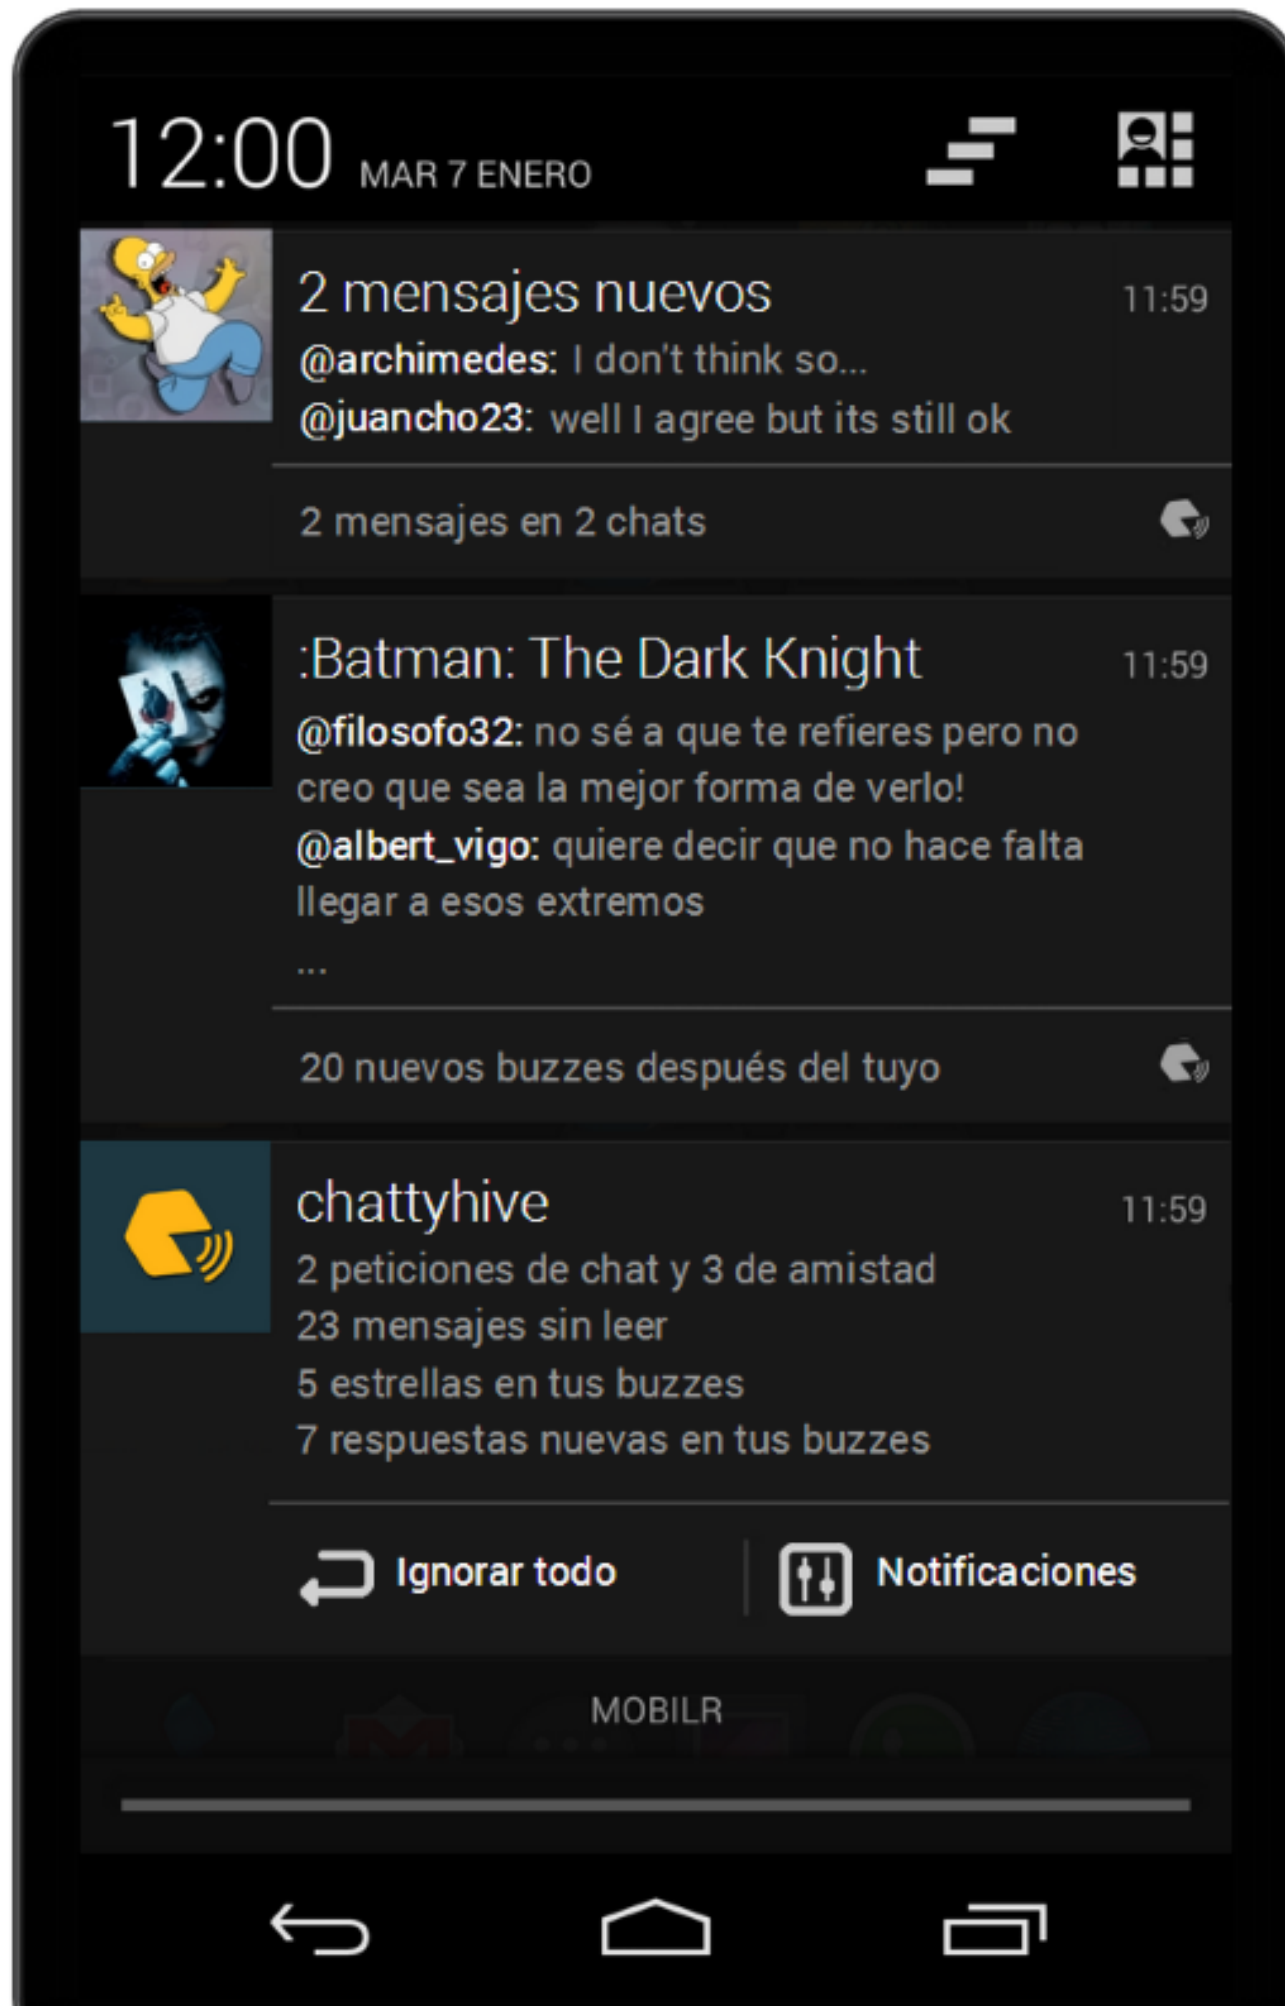 12:00 MAR 7 ENERO
2 mensajes nuevos 11:59
@archimedes: I don't think so...
@juancho23: well I agree but its still ok
2 mensajes en 2 chats
:Batman: The Dark Knight 11:59
@filosofo32: no sé a que te refieres pero no
creo que sea la mejor forma de verlo!
@albert_vigo: quiere decir que no hace falta
llegar a esos extremos
...
20 nuevos buzzes después del tuyo
chattyhive 11:59
2 peticiones de chat y 3 de amistad
23 mensajes sin leer
5 estrellas en tus buzzes
7 respuestas nuevas en tus buzzes
Ignorar todo Notificaciones
MOBILR